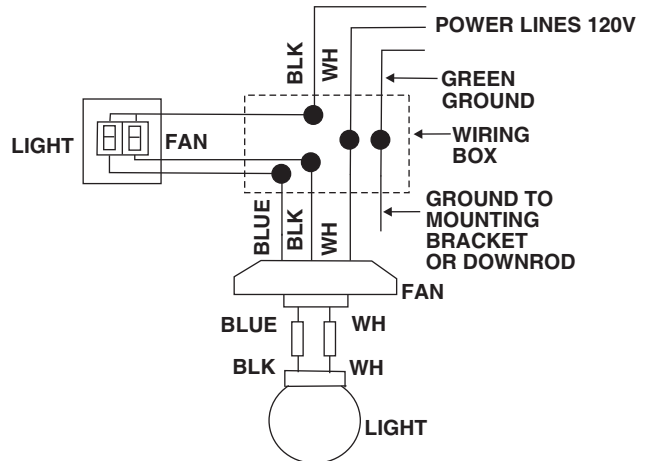 POWER LINES 120V
BLK
WH
GREEN
GROUND
LIGHT
FAN
WIRING
BOX
BLUE
BLK
WH
GROUND TO
MOUNTING
BRACKET
OR DOWNROD
FAN
BLUE
WH
BLK
WH
LIGHT